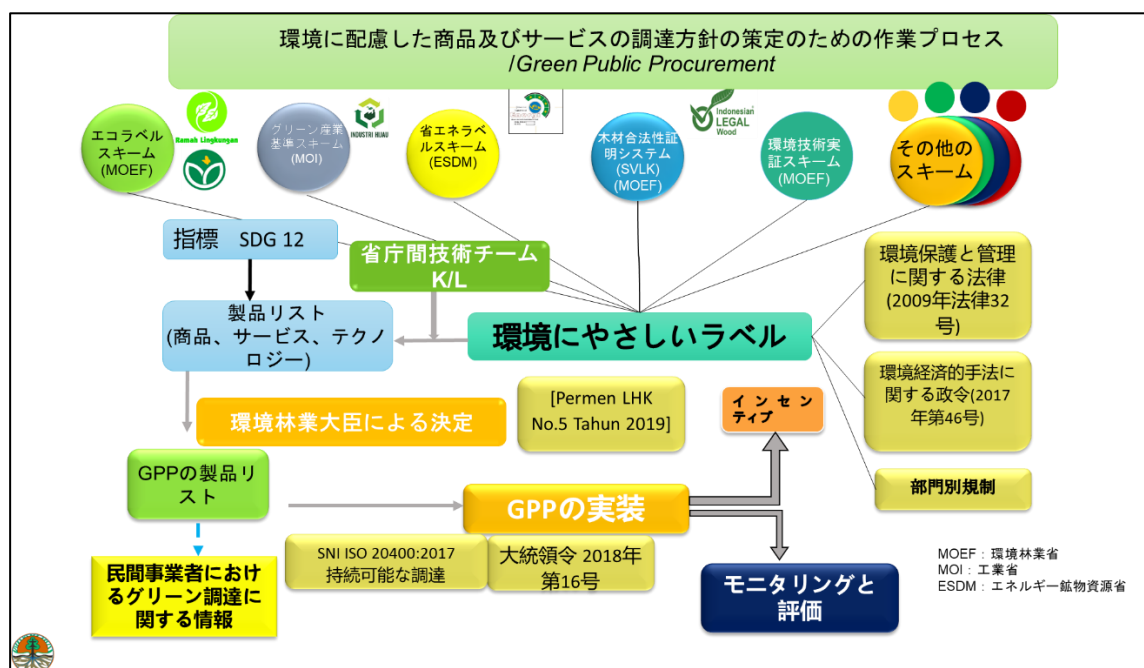 環境に配慮した商品及びサービスの調達方針の策定のための作業プロセス
/Green Public Procurement
エコラベル
スキーム
(MOEF)
Ramah Lingkungan
グリーン産業
基準スキーム
(MOI)
INDUSTRI HIJAU
省エネラベ
ルスキーム
(ESDM)
木材合法性証
明システム
(SVLK)
(MOEF)
Indonesian
LEGAL
Wood
環境技術実
証スキーム
(MOEF)
その他の
スキーム
指標 SDG 12
省庁間技術チーム
K/L
環境保護と管理
に関する法律
(2009年法律32
号)
製品リスト
(商品、サービス、テクノ
ロジー)
環境にやさしいラベル
環境経済的手法に
関する政令(2017
年第46号)
環境林業大臣による決定
[Permen LHK
No.5 Tahun 2019]
インセン
ティブ
部門別規制
GPPの製品リ
スト
GPPの実装
SNI ISO 20400:2017
持続可能な調達
大統領令 2018年
第16号
民間事業者におけ
るグリーン調達に
関する情報
モニタリングと
評価
MOEF：環境林業省
MOI：工業省
ESDM：エネルギー鉱物資源省